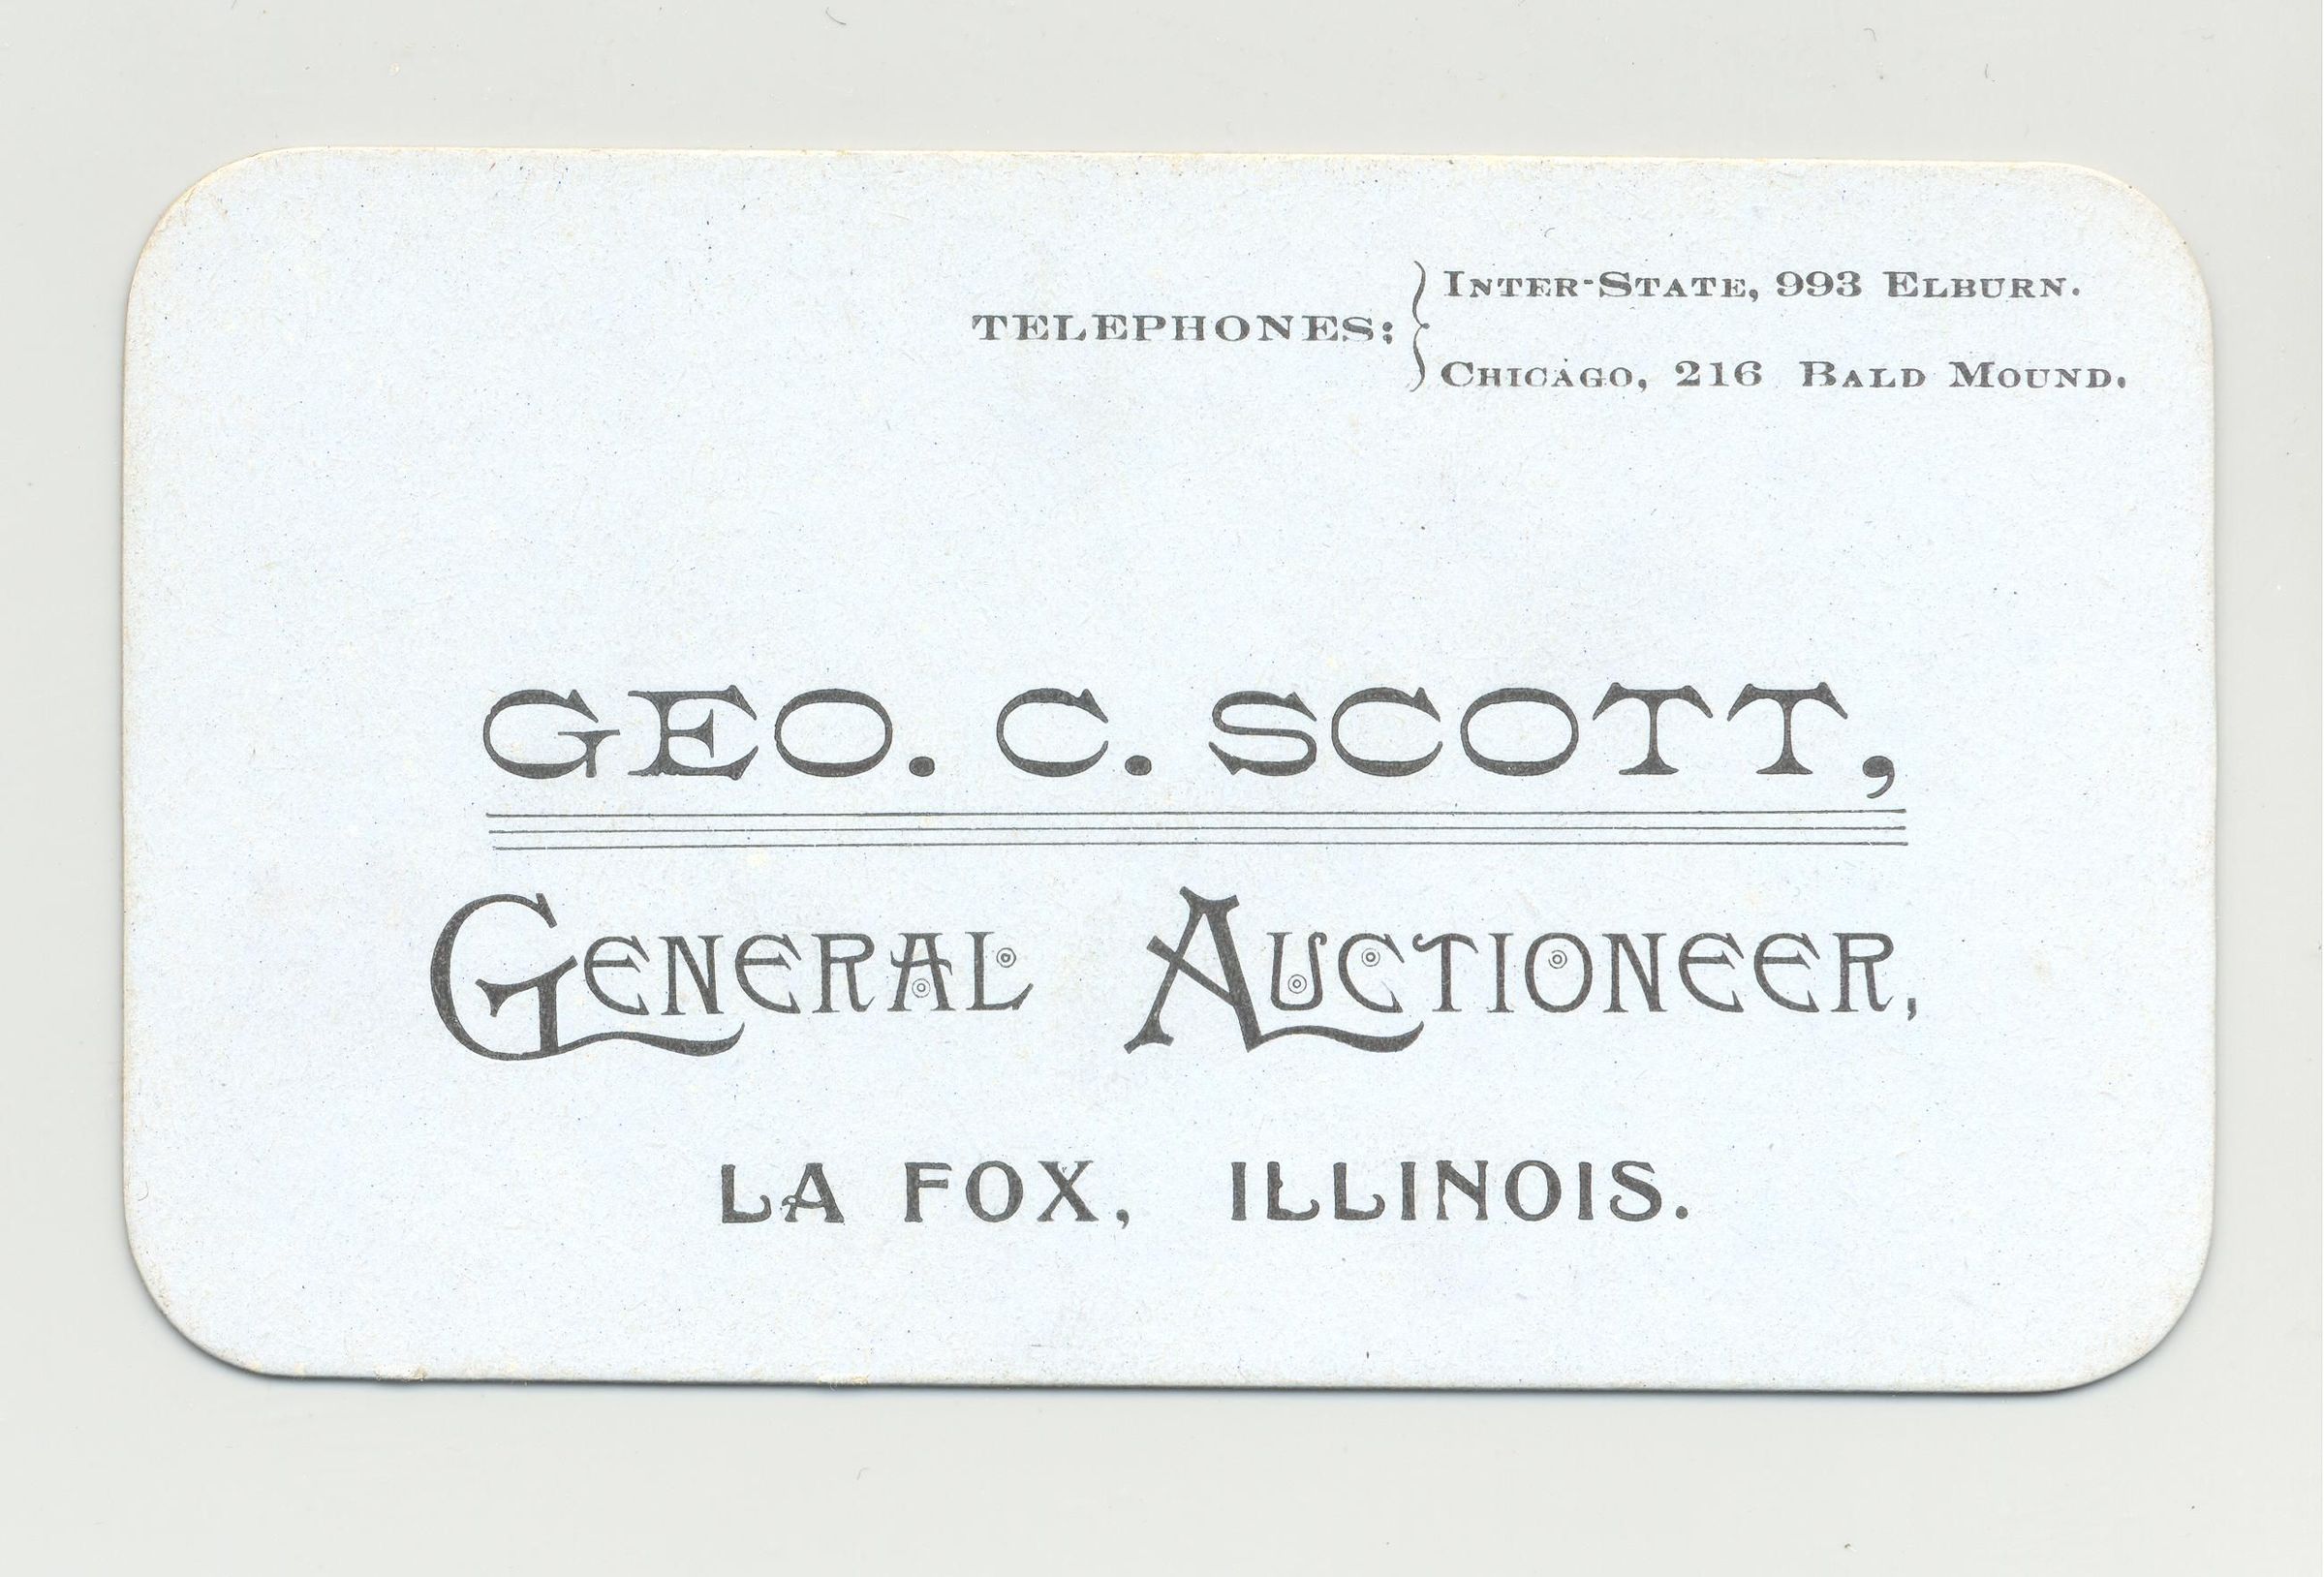 TELEPHONES;
INTER-STATE, 993 ELBURN.
CHICAGO, 216 BALD MOUND.
GEO. C. SCOTT,
GENERAL AUCTIONEER,
LA FOX, ILLINOIS.